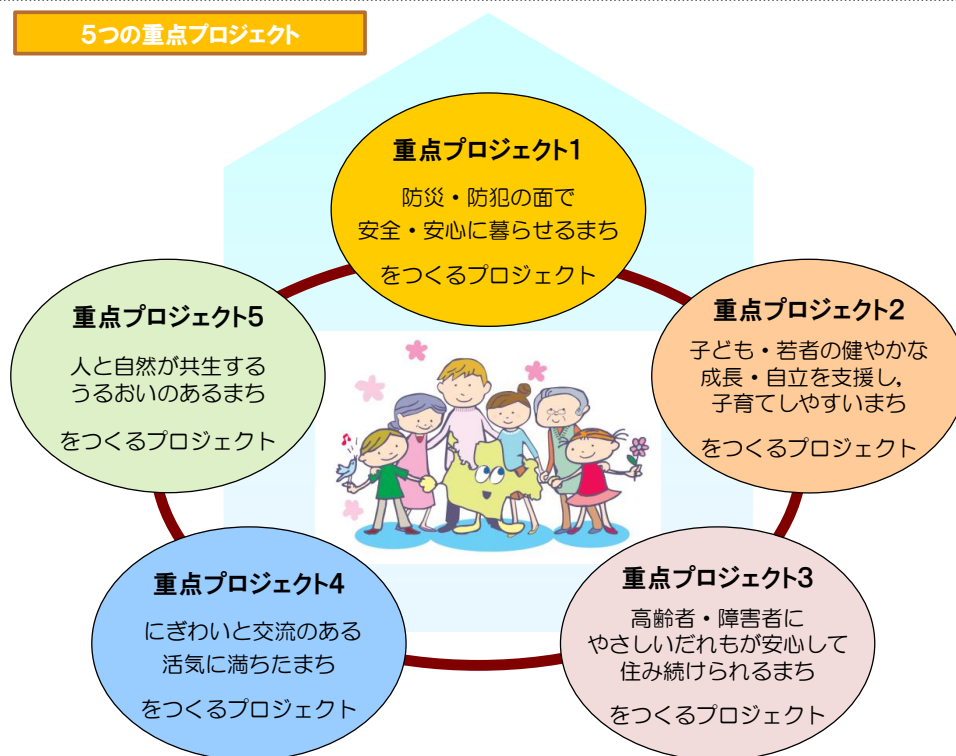 5つの重点プロジェクト
重点プロジェクト1
防災・防犯の面で
安全・安心に暮らせるまち
をつくるプロジェクト
重点プロジェクト2
子ども・若者の健やかな
成長・自立を支援し,
子育てしやすいまち
をつくるプロジェクト
重点プロジェクト3
高齢者・障害者に
やさしいだれもが安心して
住み続けられるまち
をつくるプロジェクト
重点プロジェクト4
にぎわいと交流のある
活気に満ちたまち
をつくるプロジェクト
重点プロジェクト5
人と自然が共生する
うるおいのあるまち
をつくるプロジェクト